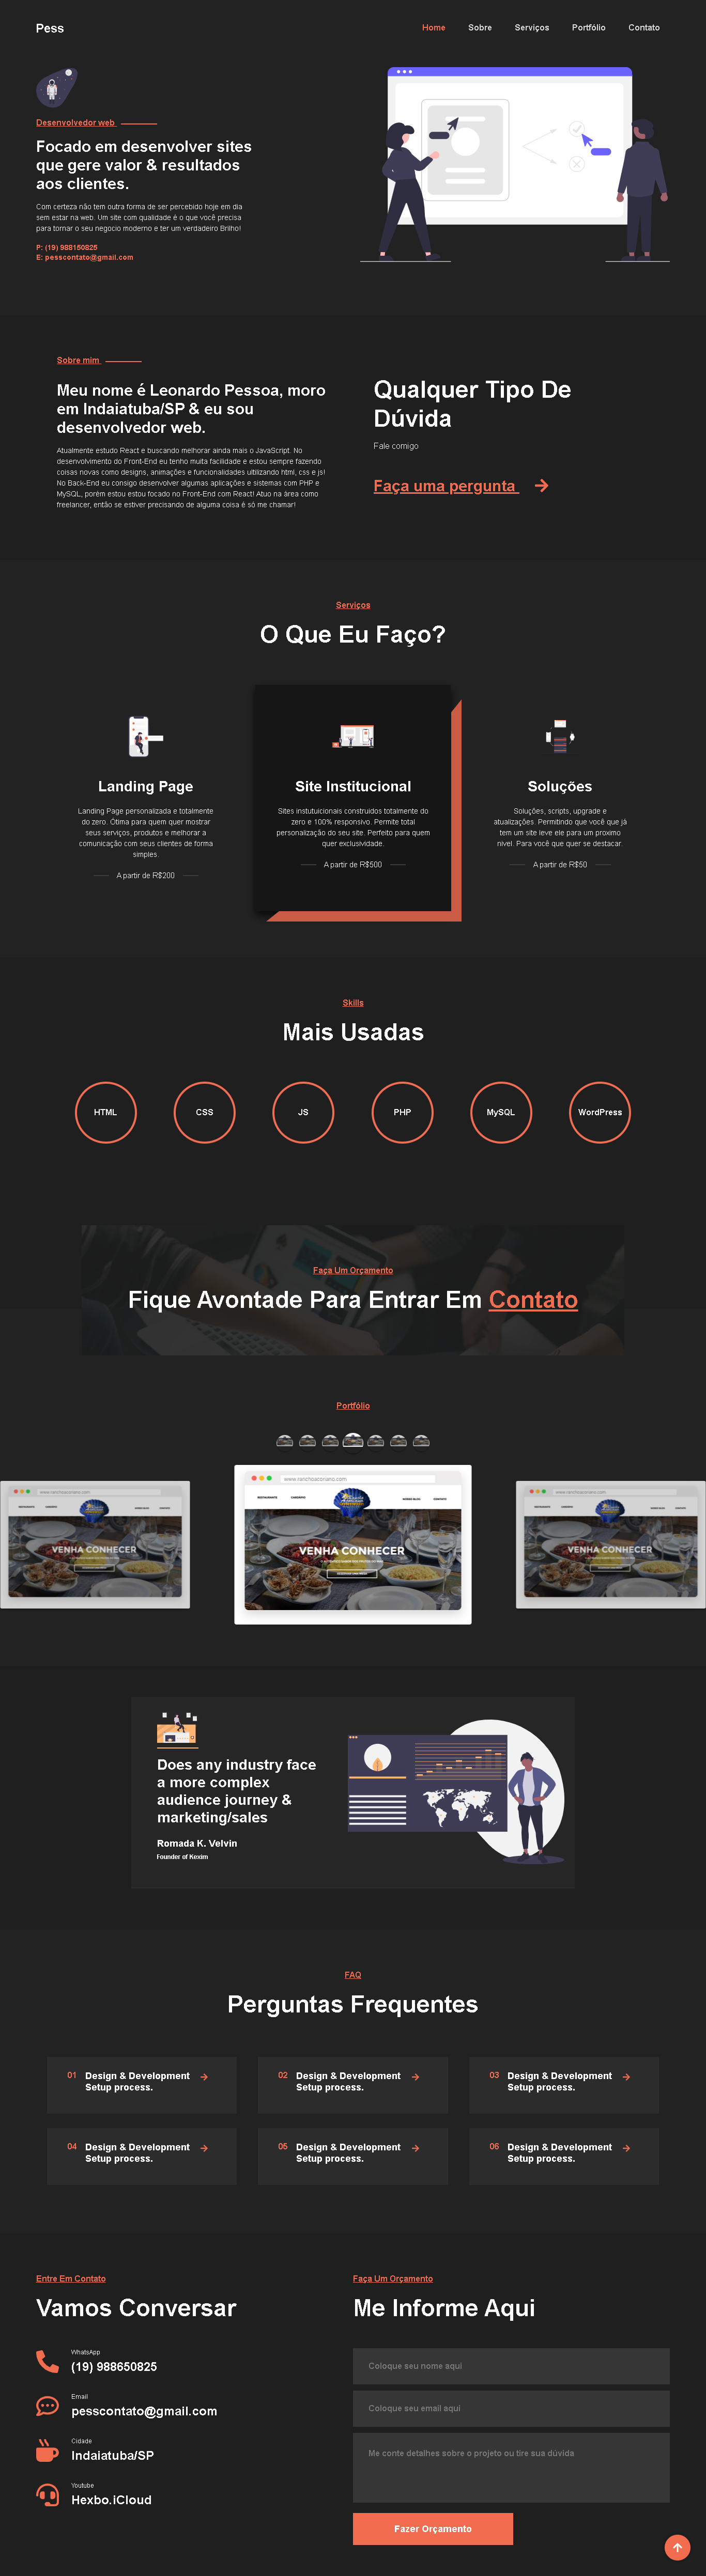 Pess
Home Sobre Serviços Portfólio Contato
Desenvolvedor web
Focado em desenvolver sites
que gere valor & resultados
aos clientes.
Com certeza não tem outra forma de ser percebido hoje em dia
sem estar na web. Um site com qualidade é o que você precisa
para tornar o seu negocio moderno e ter um verdadeiro Brilho!
P: (19) 988150825
E: pesscontato@gmail.com
Sobre mim
Meu nome é Leonardo Pessoa, moro
em Indaiatuba/SP & eu sou
desenvolvedor web.
Atualmente estudo React e buscando melhorar ainda mais o JavaScript. No
desenvolvimento do Front-End eu tenho muita facilidade e estou sempre fazendo
coisas novas como designs, animações e funcionalidades ultilizando html, css e js!
No Back-End eu consigo desenvolver algumas aplicações e sistemas com PHP e
MySQL, porém estou estou focado no Front-End com React! Atuo na área como
freelancer, então se estiver precisando de alguma coisa é só me chamar!
Qualquer Tipo De
Dúvida
Fale comigo
Faça uma pergunta
Serviços
O Que Eu Faço?
Landing Page
Landing Page personalizada e totalmente
do zero. Ótima para quem quer mostrar
seus serviços, produtos e melhorar a
comunicação com seus clientes de forma
simples.
A partir de R$200
Site Institucional
Sites instutuicionais construidos totalmente do
zero e 100% responsivo. Permite total
personalização do seu site. Perfeito para quem
quer exclusividade.
A partir de R$500
Soluções
Soluções, scripts, upgrade e
atualizações. Permitindo que você que já
tem um site leve ele para um proximo
nivel. Para você que quer se destacar.
A partir de R$50
Skills
Mais Usadas
HTML CSS JS PHP MySQL WordPress
Faça Um Orçamento
Fique Avontade Para Entrar Em Contato
Portfólio
www.ranchoaconiano.com
VENHA CONHECER
www.ranchoaconiano.com
VENHA CONHECER
www.ranchoaconiano.com
VENHA CONHECER
Does any industry face
a more complex
audience journey &
marketing/sales
Romada K. Velvin
Founder of Kexim
FAQ
Perguntas Frequentes
01 Design & Development
Setup process.
02 Design & Development
Setup process.
03 Design & Development
Setup process.
04 Design & Development
Setup process.
05 Design & Development
Setup process.
06 Design & Development
Setup process.
Entre Em Contato
Vamos Conversar
WhatsApp
(19) 988650825
Email
pesscontato@gmail.com
Cidade
Indaiatuba/SP
Youtube
Hexbo.iCloud
Faça Um Orçamento
Me Informe Aqui
Coloque seu nome aqui
Coloque seu email aqui
Me conte detalhes sobre o projeto ou tire sua dúvida
Fazer Orçamento